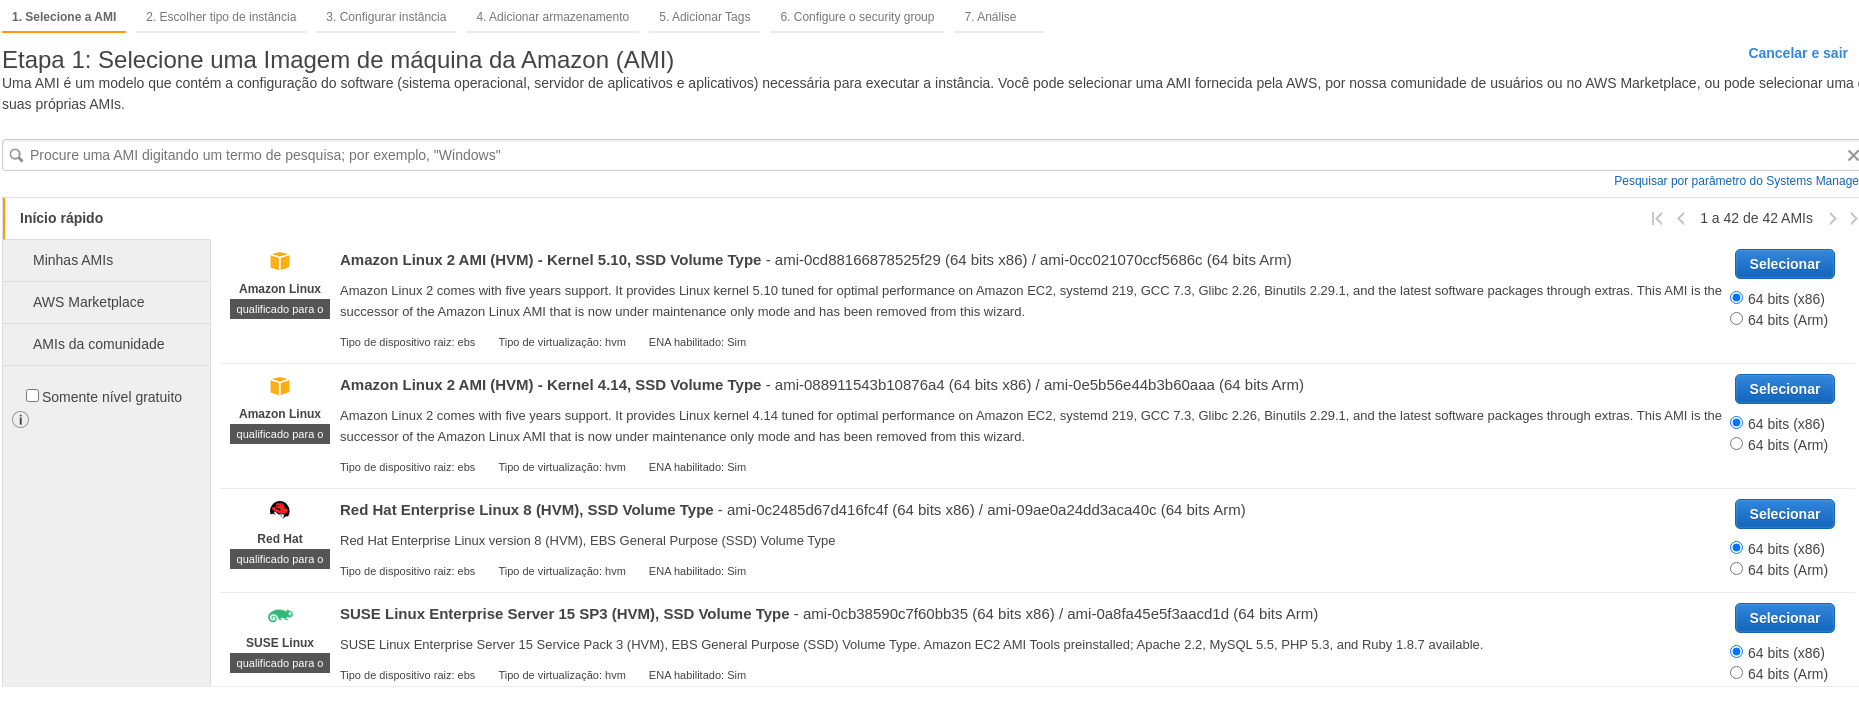 1. Selecione a AMI 2. Escolher tipo de instância 3. Configurar instância 4. Adicionar armazenamento 5. Adicionar Tags 6. Configure o security group 7. Análise
Etapa 1: Selecione uma Imagem de máquina da Amazon (AMI)
Cancelar e sair
Uma AMI é um modelo que contém a configuração do software (sistema operacional, servidor de aplicativos e aplicativos) necessária para executar a instância. Você pode selecionar uma AMI fornecida pela AWS, por nossa comunidade de usuários ou no AWS Marketplace, ou pode selecionar uma
suas próprias AMIs.
Procure uma AMI digitando um termo de pesquisa; por exemplo, "Windows"
Pesquisar por parâmetro do Systems Manage
Início rápido
1 a 42 de 42 AMIs
Minhas AMIs
AWS Marketplace
AMIs da comunidade
Somente nível gratuito
Amazon Linux
qualificado para o
Amazon Linux 2 AMI (HVM) - Kernel 5.10, SSD Volume Type - ami-0cd88166878525f29 (64 bits x86) / ami-0cc021070ccf5686c (64 bits Arm)
Amazon Linux 2 comes with five years support. It provides Linux kernel 5.10 tuned for optimal performance on Amazon EC2, systemd 219, GCC 7.3, Glibc 2.26, Binutils 2.29.1, and the latest software packages through extras. This AMI is the
successor of the Amazon Linux AMI that is now under maintenance only mode and has been removed from this wizard.
Tipo de dispositivo raiz: ebs Tipo de virtualização: hvm ENA habilitado: Sim
Selecionar
64 bits (x86)
64 bits (Arm)
Amazon Linux
qualificado para o
Amazon Linux 2 AMI (HVM) - Kernel 4.14, SSD Volume Type - ami-088911543b10876a4 (64 bits x86) / ami-0e5b56e44b3b60aaa (64 bits Arm)
Amazon Linux 2 comes with five years support. It provides Linux kernel 4.14 tuned for optimal performance on Amazon EC2, systemd 219, GCC 7.3, Glibc 2.26, Binutils 2.29.1, and the latest software packages through extras. This AMI is the
successor of the Amazon Linux AMI that is now under maintenance only mode and has been removed from this wizard.
Tipo de dispositivo raiz: ebs Tipo de virtualização: hvm ENA habilitado: Sim
Selecionar
64 bits (x86)
64 bits (Arm)
Red Hat
qualificado para o
Red Hat Enterprise Linux 8 (HVM), SSD Volume Type - ami-0c2485d67d416fc4f (64 bits x86) / ami-09ae0a24dd3aca40c (64 bits Arm)
Red Hat Enterprise Linux version 8 (HVM), EBS General Purpose (SSD) Volume Type
Tipo de dispositivo raiz: ebs Tipo de virtualização: hvm ENA habilitado: Sim
Selecionar
64 bits (x86)
64 bits (Arm)
SUSE Linux
qualificado para o
SUSE Linux Enterprise Server 15 SP3 (HVM), SSD Volume Type - ami-0cb38590c7f60bb35 (64 bits x86) / ami-0a8fa45e5f3aacd1d (64 bits Arm)
SUSE Linux Enterprise Server 15 Service Pack 3 (HVM), EBS General Purpose (SSD) Volume Type. Amazon EC2 AMI Tools preinstalled; Apache 2.2, MySQL 5.5, PHP 5.3, and Ruby 1.8.7 available.
Tipo de dispositivo raiz: ebs Tipo de virtualização: hvm ENA habilitado: Sim
Selecionar
64 bits (x86)
64 bits (Arm)